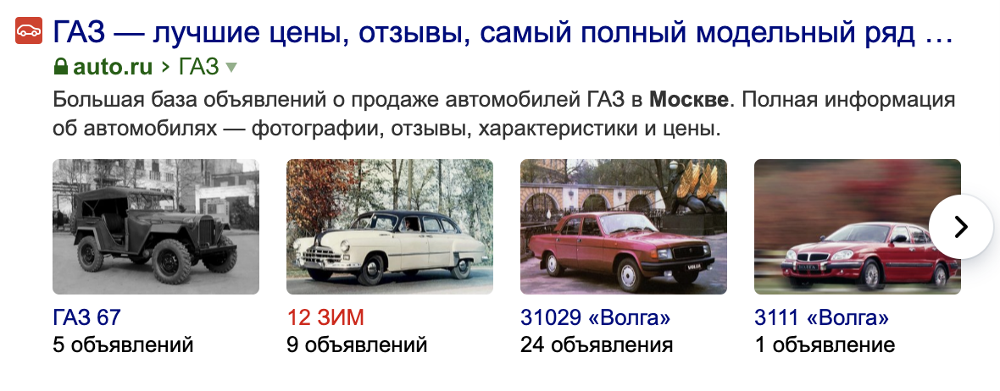 ГАЗ — лучшие цены, отзывы, самый полный модельный ряд ...
auto.ru › ГАЗ
Большая база объявлений о продаже автомобилей ГАЗ в Москве. Полная информация
об автомобилях — фотографии, отзывы, характеристики и цены.
ГАЗ 67
5 объявлений
12 ЗИМ
9 объявлений
31029 «Волга»
24 объявления
3111 «Волга»
1 объявление